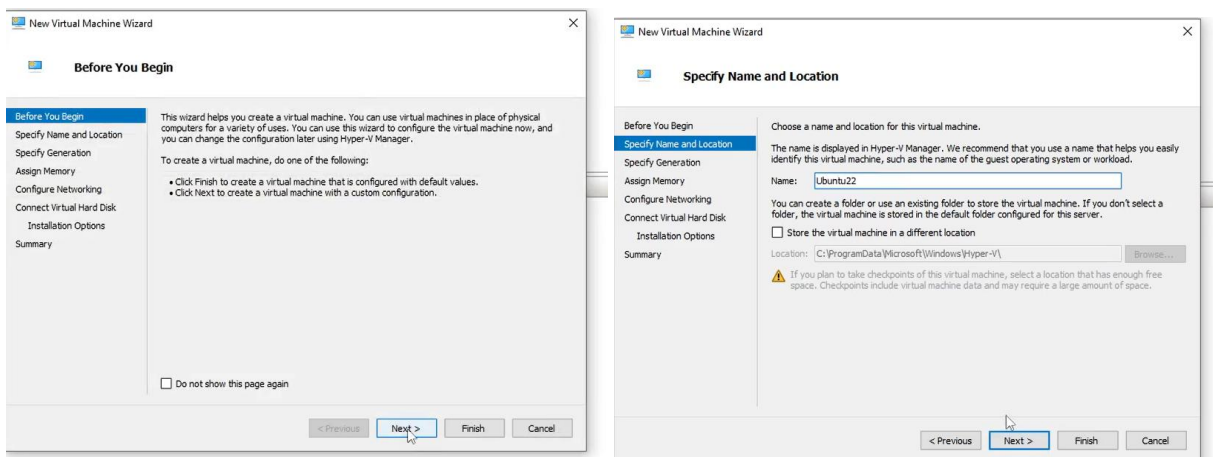 New Virtual Machine Wizard
Before You Begin
Before You Begin
Specify Name and Location
Specify Generation
Assign Memory
Configure Networking
Connect Virtual Hard Disk
Installation Options
Summary
This wizard helps you create a virtual machine. You can use virtual machines in place of physical
computers for a variety of uses. You can use this wizard to configure the virtual machine now, and
you can change the configuration later using Hyper-V Manager.
To create a virtual machine, do one of the following:
• Click Finish to create a virtual machine that is configured with default values.
• Click Next to create a virtual machine with a custom configuration.
Do not show this page again
< Previous Next > Finish Cancel
New Virtual Machine Wizard
Specify Name and Location
Before You Begin
Specify Name and Location
Specify Generation
Assign Memory
Configure Networking
Connect Virtual Hard Disk
Installation Options
Summary
Choose a name and location for this virtual machine.
The name is displayed in Hyper-V Manager. We recommend that you use a name that helps you easily
identify this virtual machine, such as the name of the guest operating system or workload.
Name: Ubuntu22
You can create a folder or use an existing folder to store the virtual machine. If you don't select a
folder, the virtual machine is stored in the default folder configured for this server.
Store the virtual machine in a different location
Location: C:\ProgramData\Microsoft\Windows\Hyper-V\ Browse...
If you plan to take checkpoints of this virtual machine, select a location that has enough free
space. Checkpoints include virtual machine data and may require a large amount of space.
< Previous Next > Finish Cancel